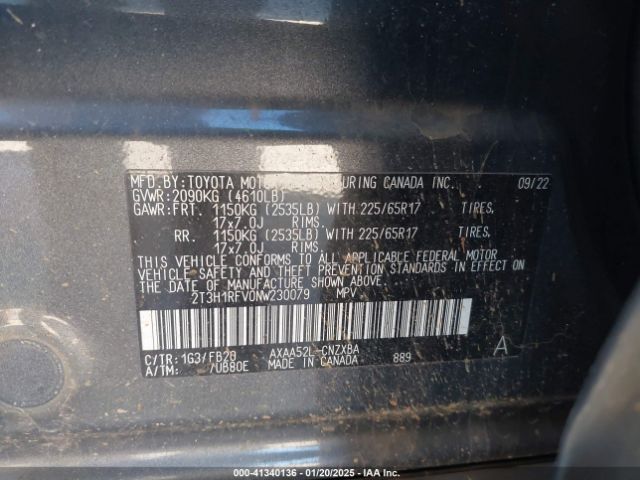 MFD.BY:TOYOTA MOTOR URING CANADA INC. 09/22
GVWR:2090KG (4610LB)
GAWR:FRT. 1150KG (2535LB) WITH 225/65R17 TIRES,
17x7.0J RIMS,
RR. 1150KG (2535LB) WITH 225/65R17 TIRES,
17x7.0J RIMS.
THIS VEHICLE CONFORMS TO ALL APPLICABLE FEDERAL MOTOR
VEHICLE SAFETY AND THEFT PREVENTION STANDARDS IN EFFECT ON
THE DATE OF MANUFACTURE SHOWN ABOVE.
2T3H1RFV0NW230079 MPV
C/TR: 1G3/FB20 AXAA52L-CNZXBA 889 A
A/TM: /UB80E MADE IN CANADA
000-41340136 - 01/20/2025 - IAA Inc.